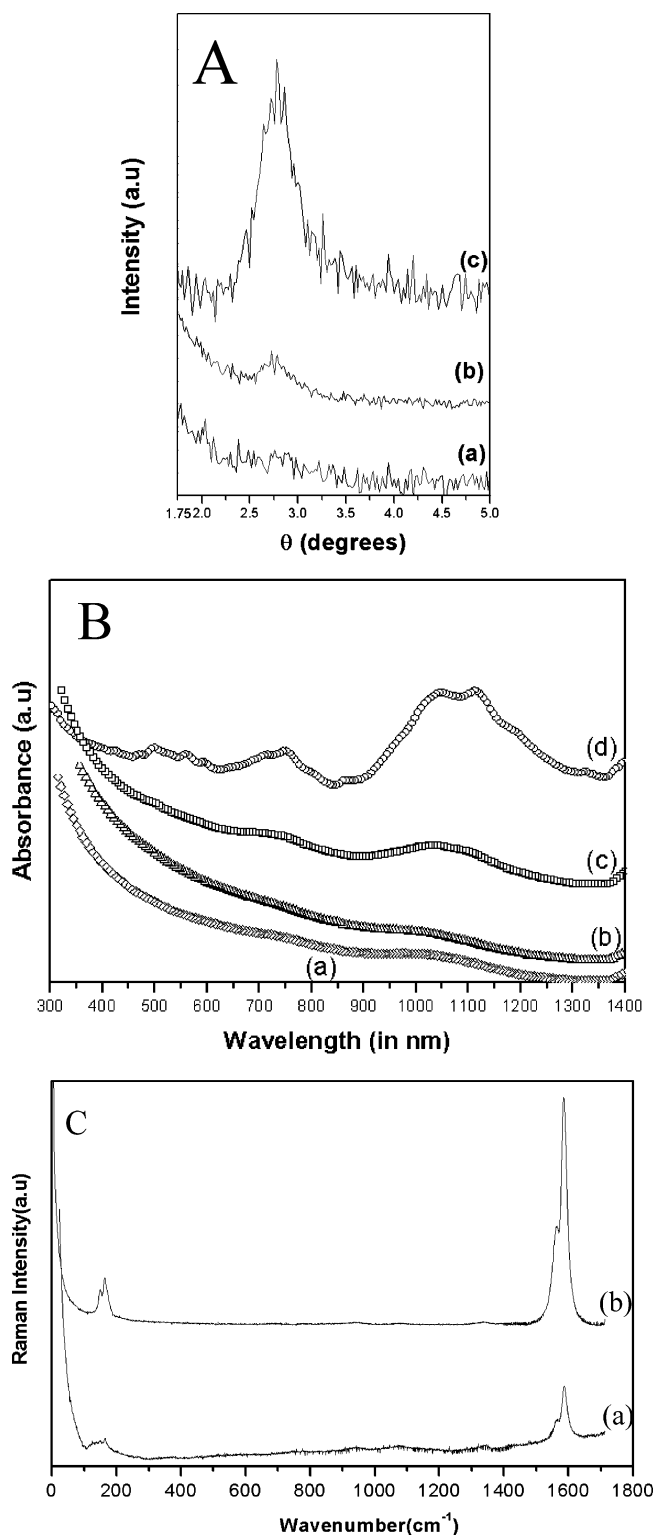 A
Intensity (a.u)
(c)
(b)
(a)
1.75 2.0 2.5 3.0 3.5 4.0 4.5 5.0
θ (degrees)
B
Absorbance (a.u)
(d)
(c)
(b)
(a)
300 400 500 600 700 800 900 1000 1100 1200 1300 1400
Wavelength (in nm)
C
Raman Intensity(a.u)
(b)
(a)
0 200 400 600 800 1000 1200 1400 1600 1800
Wavenumber(cm⁻¹)